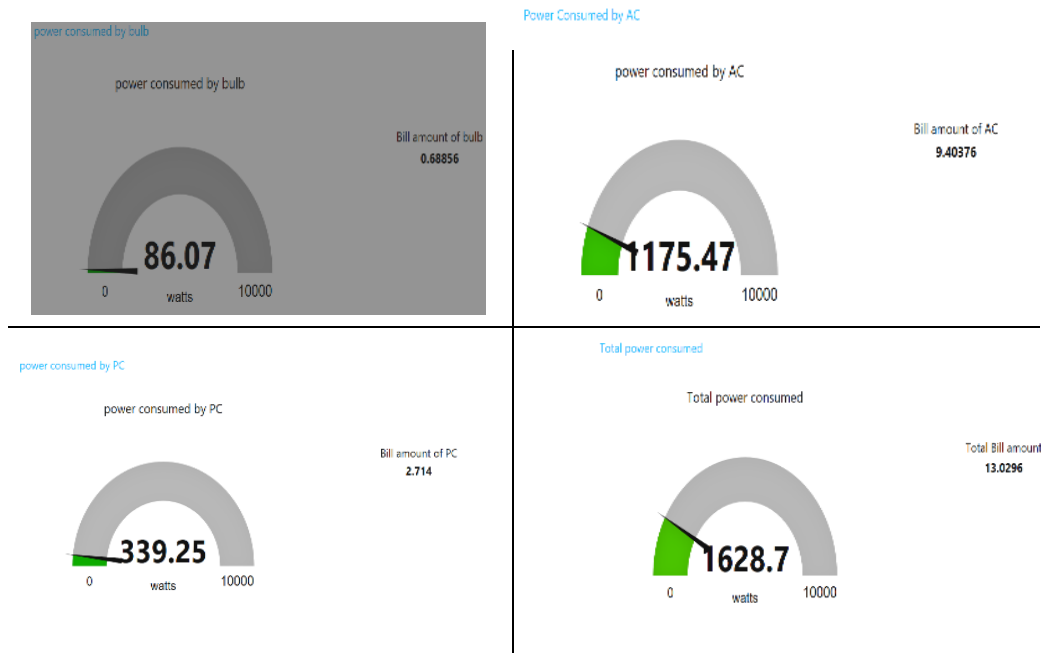 power consumed by bulb
power consumed by bulb
Bill amount of bulb
0.68856
86.07
0
watts
10000
Power Consumed by AC
power consumed by AC
Bill amount of AC
9.40376
1175.47
0
watts
10000
power consumed by PC
power consumed by PC
Bill amount of PC
2.714
339.25
0
watts
10000
Total power consumed
Total power consumed
Total Bill amount
13.0296
1628.7
0
watts
10000